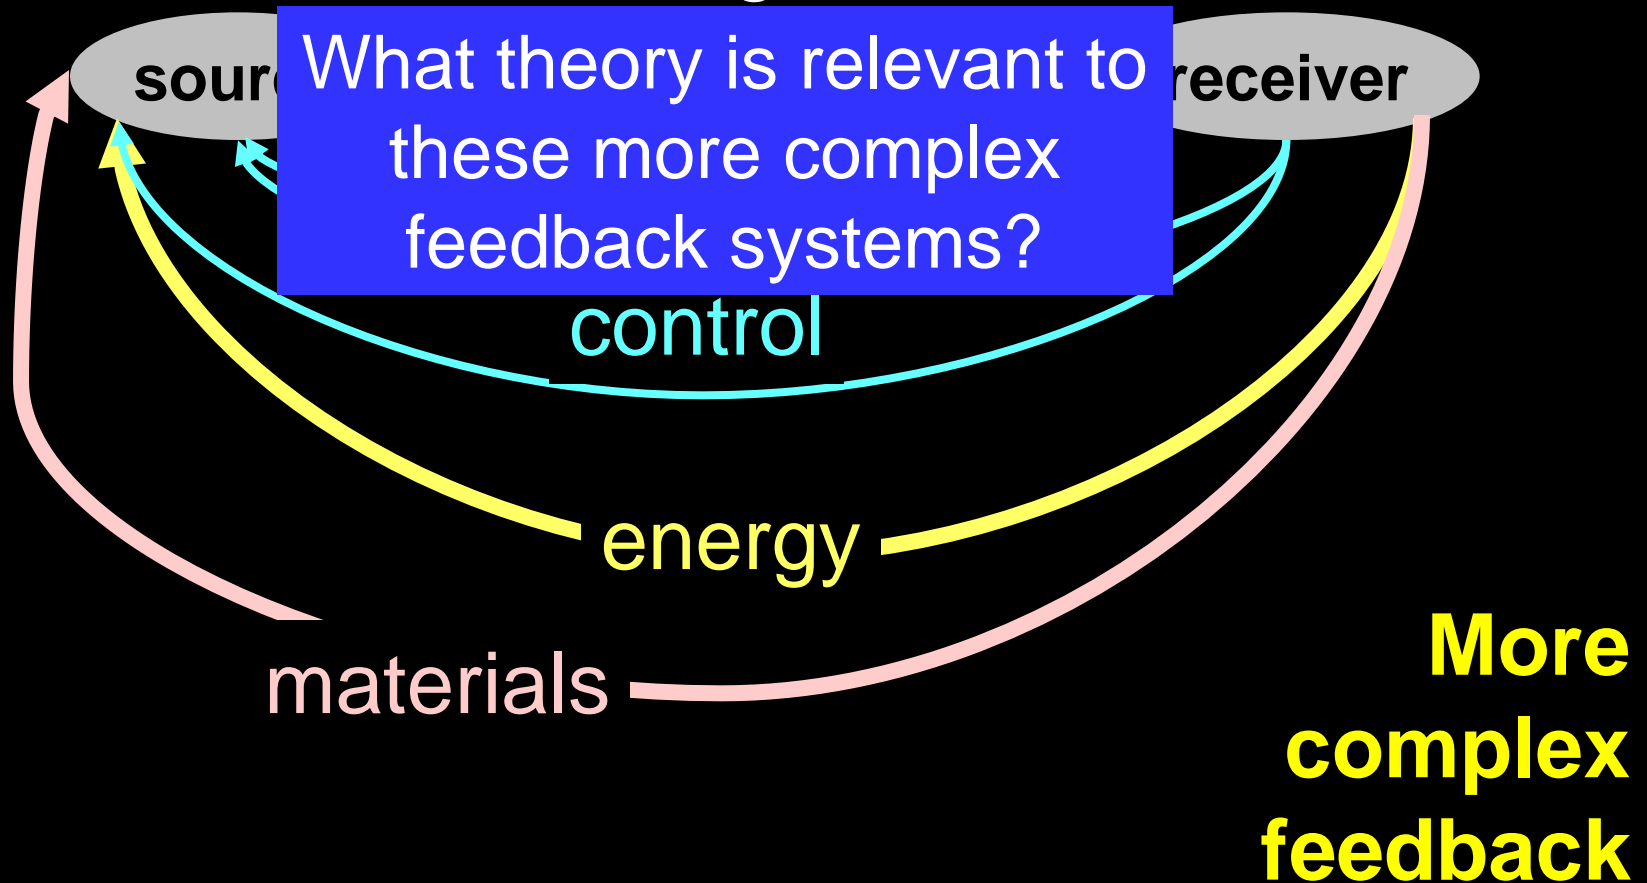 What theory is relevant to
these more complex
feedback systems?
receiver
control
energy
materials
More
complex
feedback